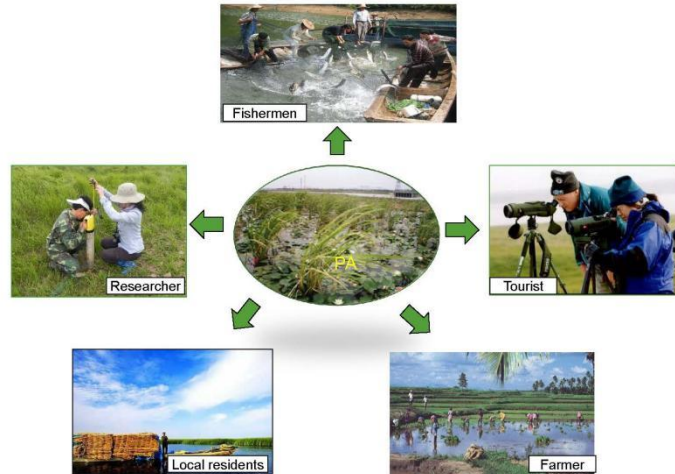 Fishermen
PA
Researcher
Tourist
Local residents
Farmer